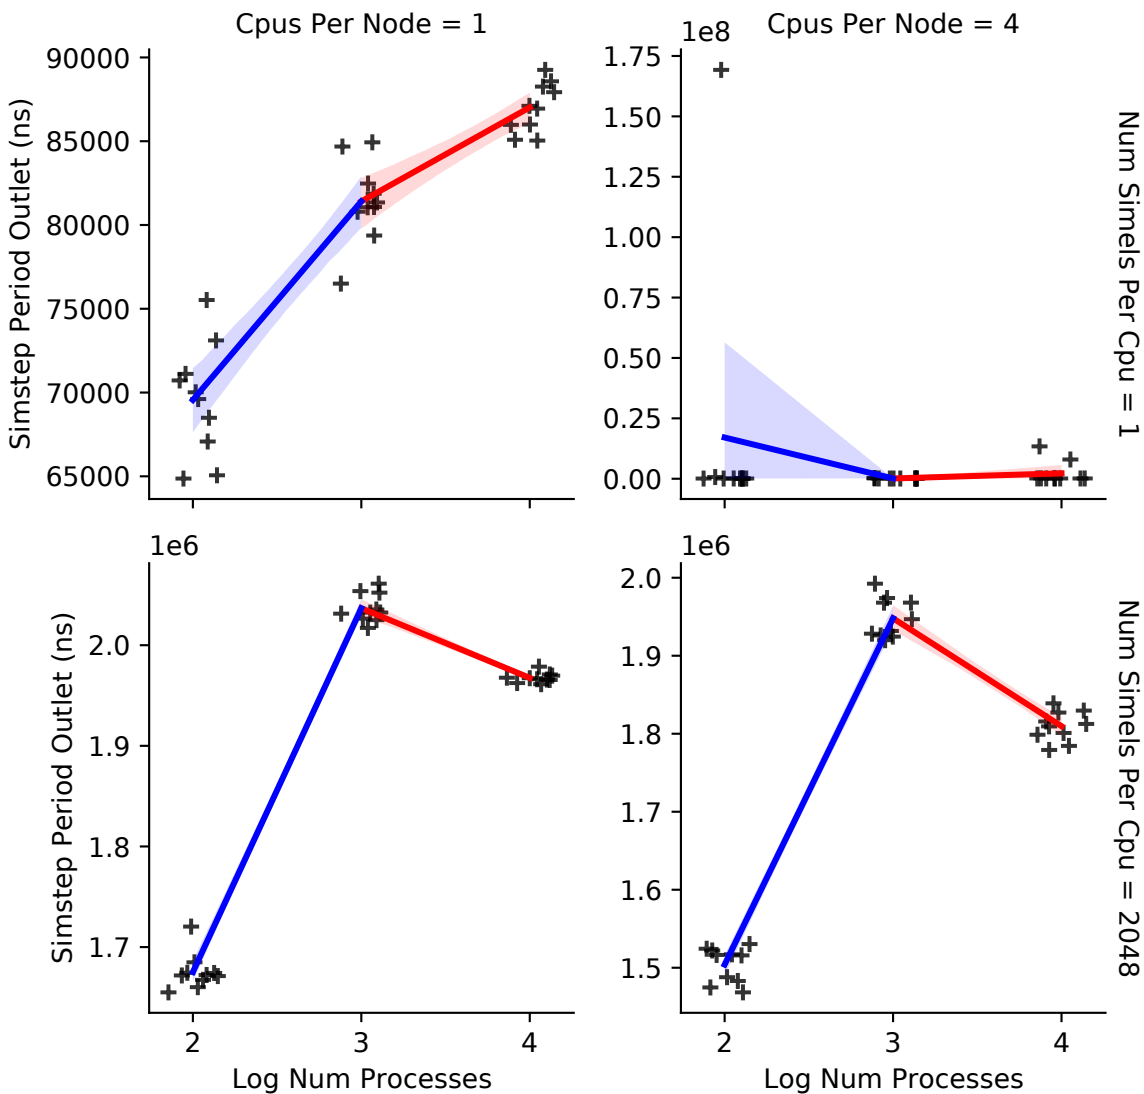 Cpus Per Node = 1
Cpus Per Node = 4
1e8
Simstep Period Outlet (ns)
90000
85000
80000
75000
70000
65000
1.75
1.50
1.25
1.00
0.75
0.50
0.25
0.00
Num Simels Per Cpu = 1
1e6
Simstep Period Outlet (ns)
2.0
1.9
1.8
1.7
1e6
2.0
1.9
1.8
1.7
1.6
1.5
Num Simels Per Cpu = 2048
2 3 4
2 3 4
Log Num Processes
Log Num Processes